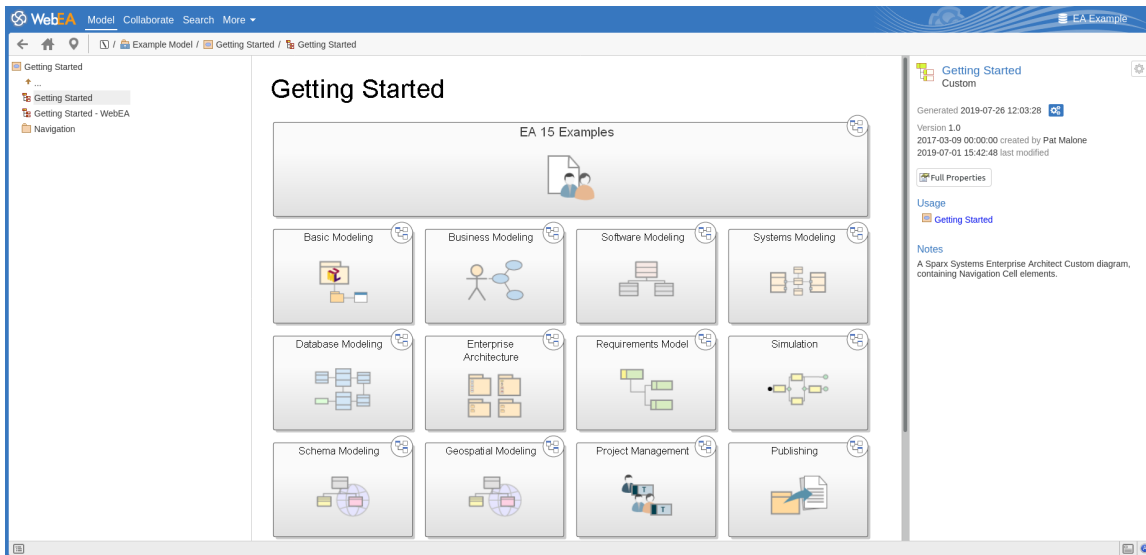 WebEA Model Collaborate Search More
EA Example
/ Example Model / Getting Started / Getting Started
Getting Started
...
Getting Started
Getting Started - WebEA
Navigation
Getting Started
EA 15 Examples
Basic Modeling
Business Modeling
Software Modeling
Systems Modeling
Database Modeling
Enterprise
Architecture
Requirements Model
Simulation
Schema Modeling
Geospatial Modeling
Project Management
T
T
Publishing
Getting Started
Custom
Generated 2019-07-26 12:03:28
Version 1.0
2017-03-09 00:00:00 created by Pat Malone
2019-07-01 15:42:48 last modified
Full Properties
Usage
Getting Started
Notes
A Sparx Systems Enterprise Architect Custom diagram,
containing Navigation Cell elements.